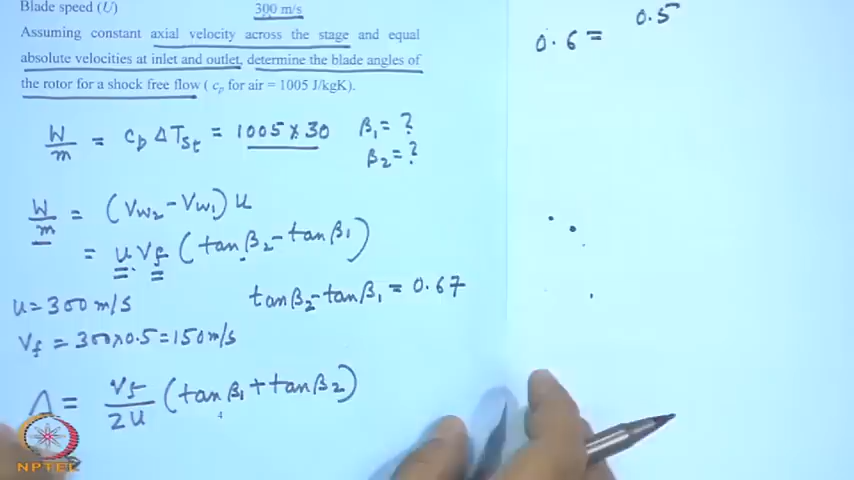 Blade speed (U) 300 m/s
Assuming constant axial velocity across the stage and equal
absolute velocities at inlet and outlet, determine the blade angles of
the rotor for a shock free flow ( cp for air = 1005 J/kgK).
W/m = cp ΔTst = 1005 × 30 β1 = ?
β2 = ?
W/m = (Vw2 - Vw1) u
= u Vf (tan β2 - tan β1)
u = 300 m/s tan β2 - tan β1 = 0.67
Vf = 300×0.5 = 150 m/s
Λ = Vf/2u (tan β1 + tan β2)
0.6 = 0.5
NPTEL